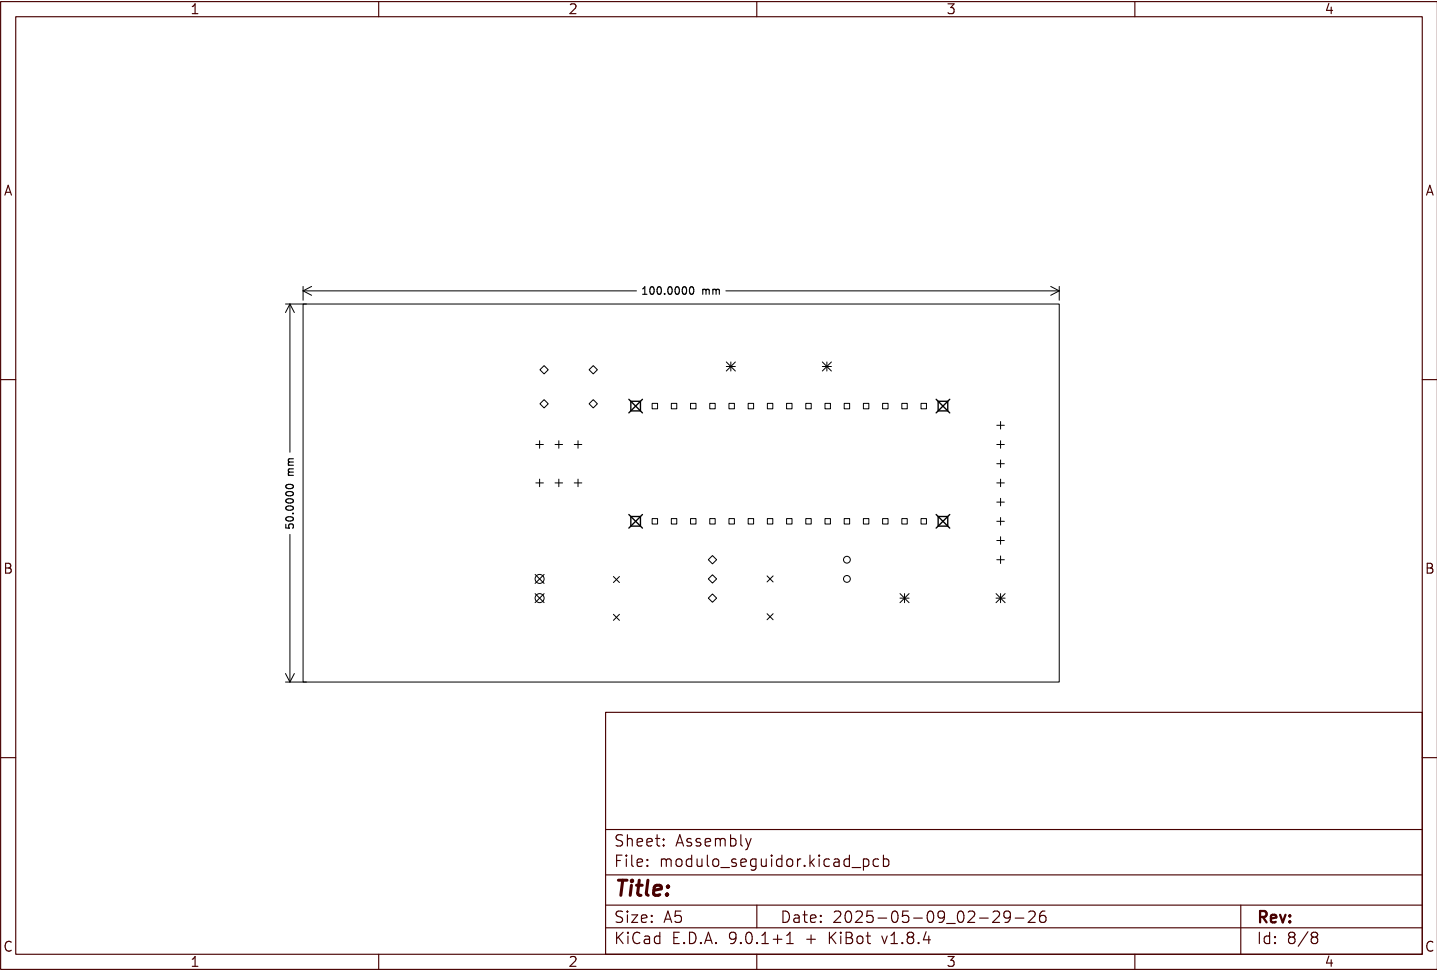 1 2 3 4
A A
100.0000 mm
50.0000 mm
B B
Sheet: Assembly
File: modulo_seguidor.kicad_pcb
Title:
Size: A5 Date: 2025-05-09_02-29-26 Rev:
KiCad E.D.A. 9.0.1+1 + KiBot v1.8.4 Id: 8/8
C C
1 2 3 4